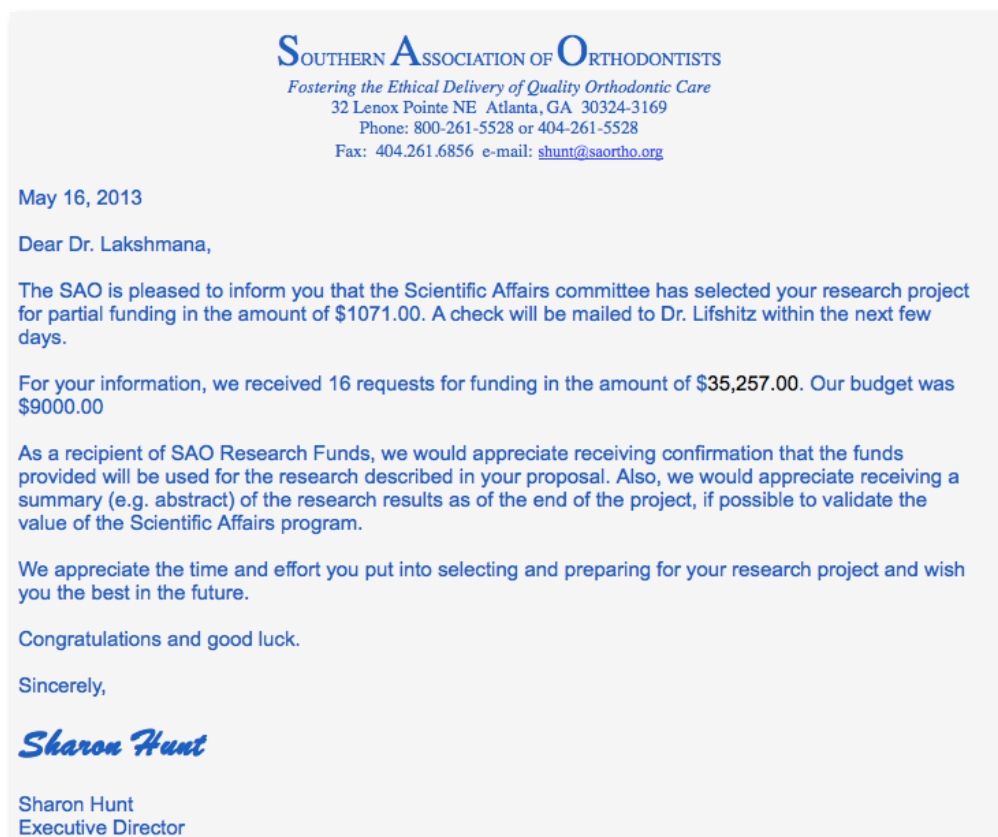 SOUTHERN ASSOCIATION OF ORTHODONTISTS
Fostering the Ethical Delivery of Quality Orthodontic Care
32 Lenox Pointe NE Atlanta, GA 30324-3169
Phone: 800-261-5528 or 404-261-5528
Fax: 404.261.6856 e-mail: shunt@saortho.org
May 16, 2013
Dear Dr. Lakshmana,
The SAO is pleased to inform you that the Scientific Affairs committee has selected your research project
for partial funding in the amount of $1071.00. A check will be mailed to Dr. Lifshitz within the next few
days.
For your information, we received 16 requests for funding in the amount of $35,257.00. Our budget was
$9000.00
As a recipient of SAO Research Funds, we would appreciate receiving confirmation that the funds
provided will be used for the research described in your proposal. Also, we would appreciate receiving a
summary (e.g. abstract) of the research results as of the end of the project, if possible to validate the
value of the Scientific Affairs program.
We appreciate the time and effort you put into selecting and preparing for your research project and wish
you the best in the future.
Congratulations and good luck.
Sincerely,
Sharon Hunt
Sharon Hunt
Executive Director